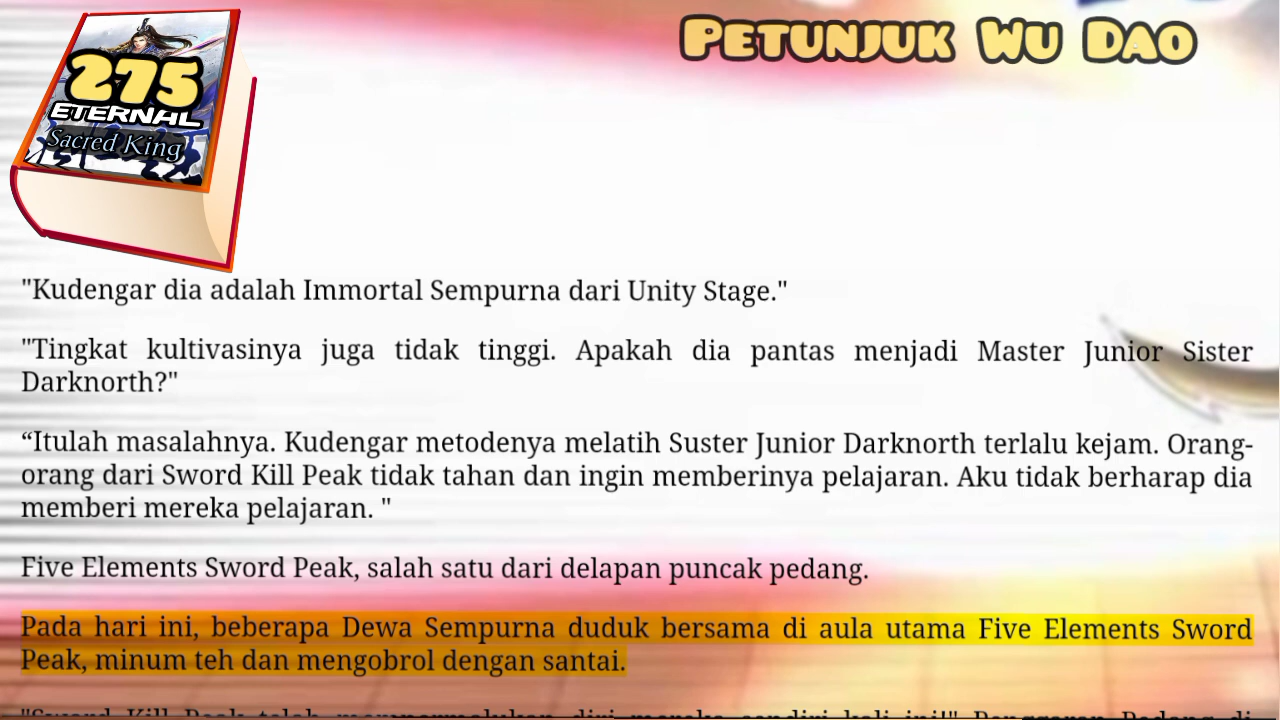 Petunjuk Wu Dao
275
ETERNAL
Sacred King
"Kudengar dia adalah Immortal Sempurna dari Unity Stage."
"Tingkat kultivasinya juga tidak tinggi. Apakah dia pantas menjadi Master Junior Sister
Darknorth?"
“Itulah masalahnya. Kudengar metodenya melatih Suster Junior Darknorth terlalu kejam. Orang-
orang dari Sword Kill Peak tidak tahan dan ingin memberinya pelajaran. Aku tidak berharap dia
memberi mereka pelajaran. "
Five Elements Sword Peak, salah satu dari delapan puncak pedang.
Pada hari ini, beberapa Dewa Sempurna duduk bersama di aula utama Five Elements Sword
Peak, minum teh dan mengobrol dengan santai.